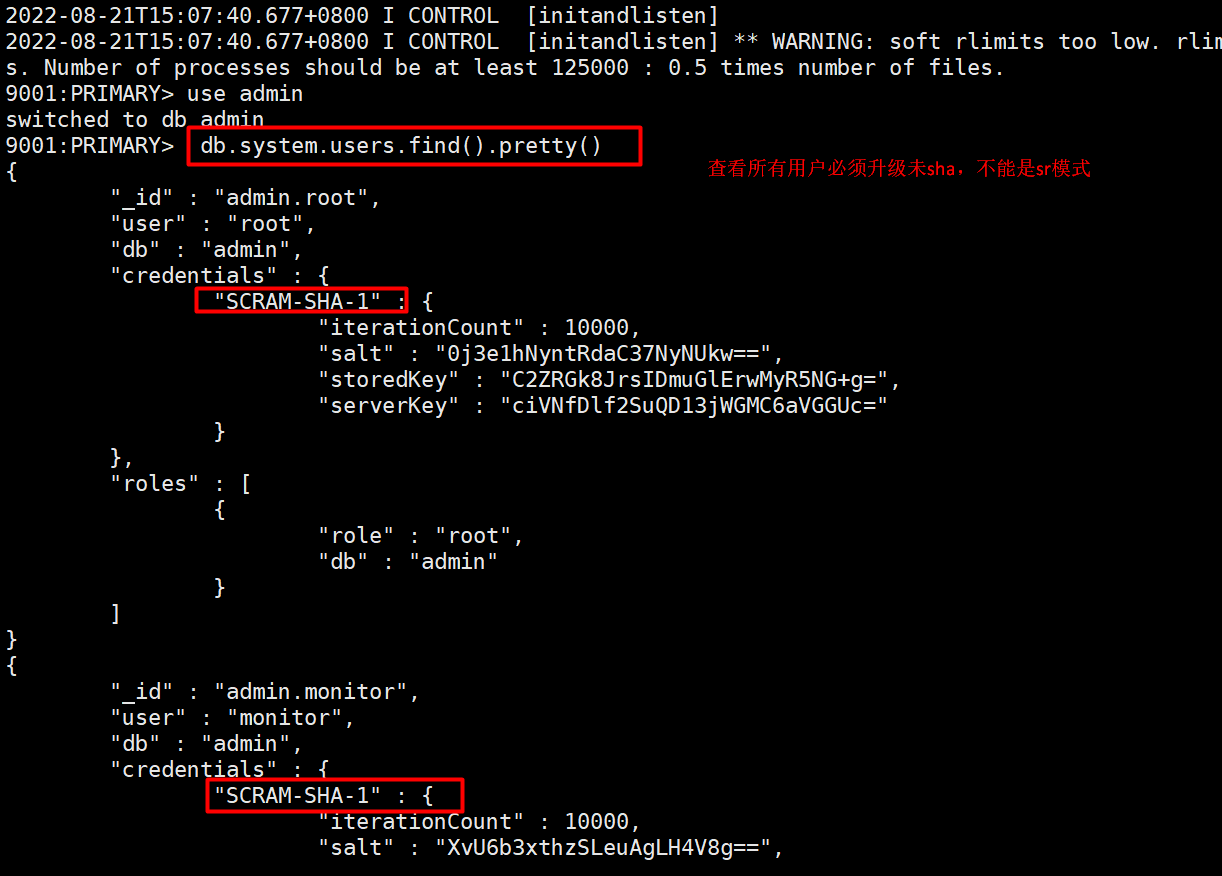 2022-08-21T15:07:40.677+0800 I CONTROL  [initandlisten]
2022-08-21T15:07:40.677+0800 I CONTROL  [initandlisten] ** WARNING: soft rlimits too low. rlim
s. Number of processes should be at least 125000 : 0.5 times number of files.
9001:PRIMARY> use admin
switched to db admin
9001:PRIMARY>  db.system.users.find().pretty()
查看所有用户必须升级未sha，不能是sr模式
{
        "_id" : "admin.root",
        "user" : "root",
        "db" : "admin",
        "credentials" : {
                "SCRAM-SHA-1" : {
                        "iterationCount" : 10000,
                        "salt" : "0j3e1hNyntRdaC37NyNUkw==",
                        "storedKey" : "C2ZRGk8JrsIDmuGlErwMyR5NG+g=",
                        "serverKey" : "ciVNfDlf2SuQD13jWGMC6aVGGUc="
                }
        },
        "roles" : [
                {
                        "role" : "root",
                        "db" : "admin"
                }
        ]
}
{
        "_id" : "admin.monitor",
        "user" : "monitor",
        "db" : "admin",
        "credentials" : {
                "SCRAM-SHA-1" : {
                        "iterationCount" : 10000,
                        "salt" : "XvU6b3xthzSLeuAgLH4V8g==",